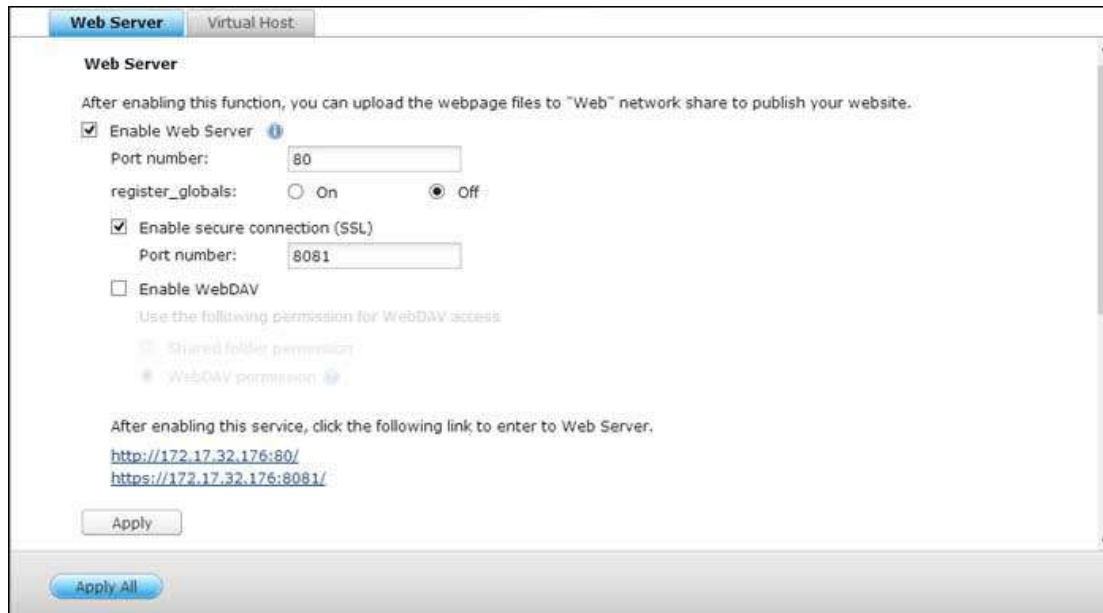 Web Server Virtual Host
Web Server
After enabling this function, you can upload the webpage files to "Web" network share to publish your website.
Enable Web Server
Port number: 80
register_globals: On Off
Enable secure connection (SSL)
Port number: 8081
Enable WebDAV
Use the following permission for WebDAV access
Shared folder permission
WebDAV permission
After enabling this service, click the following link to enter to Web Server.
http://172.17.32.176:80/
https://172.17.32.176:8081/
Apply
Apply All